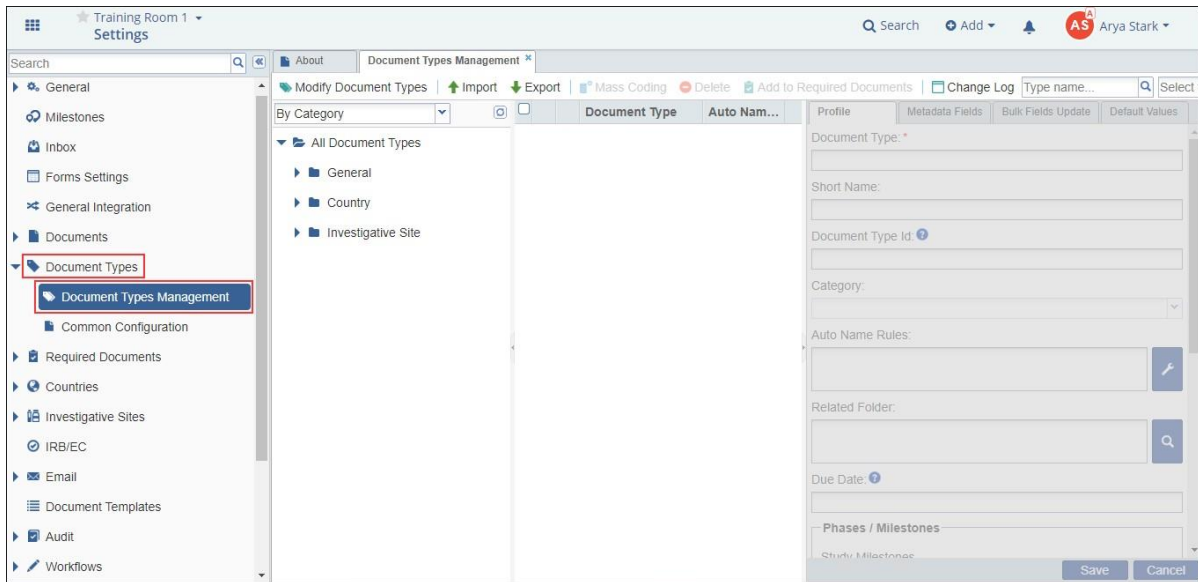 Training Room 1
Settings
Search
Add
AS
A
Arya Stark
Search
About
Document Types Management
General
Milestones
Inbox
Forms Settings
General Integration
Documents
Document Types
Document Types Management
Common Configuration
Required Documents
Countries
Investigative Sites
IRB/EC
Email
Document Templates
Audit
Workflows
Modify Document Types
Import
Export
Mass Coding
Delete
Add to Required Documents
Change Log
Type name...
Select
By Category
All Document Types
General
Country
Investigative Site
Document Type
Auto Nam...
Profile
Metadata Fields
Bulk Fields Update
Default Values
Document Type: *
Short Name:
Document Type Id:
Category:
Auto Name Rules:
Related Folder:
Due Date:
Phases / Milestones
Study Milestones
Save
Cancel